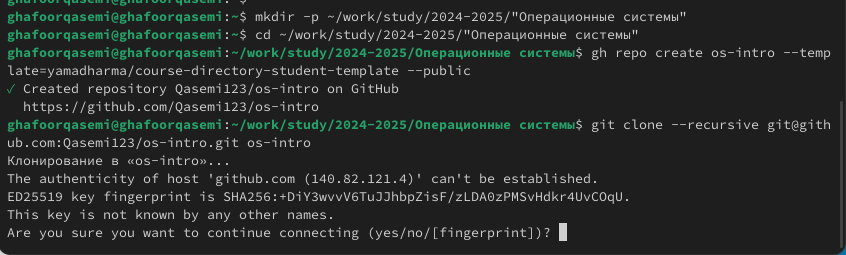 ghafoorqasemi@ghafoorqasemi:~$ mkdir -p ~/work/study/2024-2025/"Операционные системы"
ghafoorqasemi@ghafoorqasemi:~$ cd ~/work/study/2024-2025/"Операционные системы"
ghafoorqasemi@ghafoorqasemi:~/work/study/2024-2025/Операционные системы$ gh repo create os-intro --temp
late=yamadharma/course-directory-student-template --public
✓ Created repository Qasemi123/os-intro on GitHub
https://github.com/Qasemi123/os-intro
ghafoorqasemi@ghafoorqasemi:~/work/study/2024-2025/Операционные системы$ git clone --recursive git@gith
ub.com:Qasemi123/os-intro.git os-intro
Клонирование в «os-intro»...
The authenticity of host 'github.com (140.82.121.4)' can't be established.
ED25519 key fingerprint is SHA256:+DiY3wvvV6TuJJhbpZisF/zLDA0zPMSvHdkr4UvCOqU.
This key is not known by any other names.
Are you sure you want to continue connecting (yes/no/[fingerprint])?